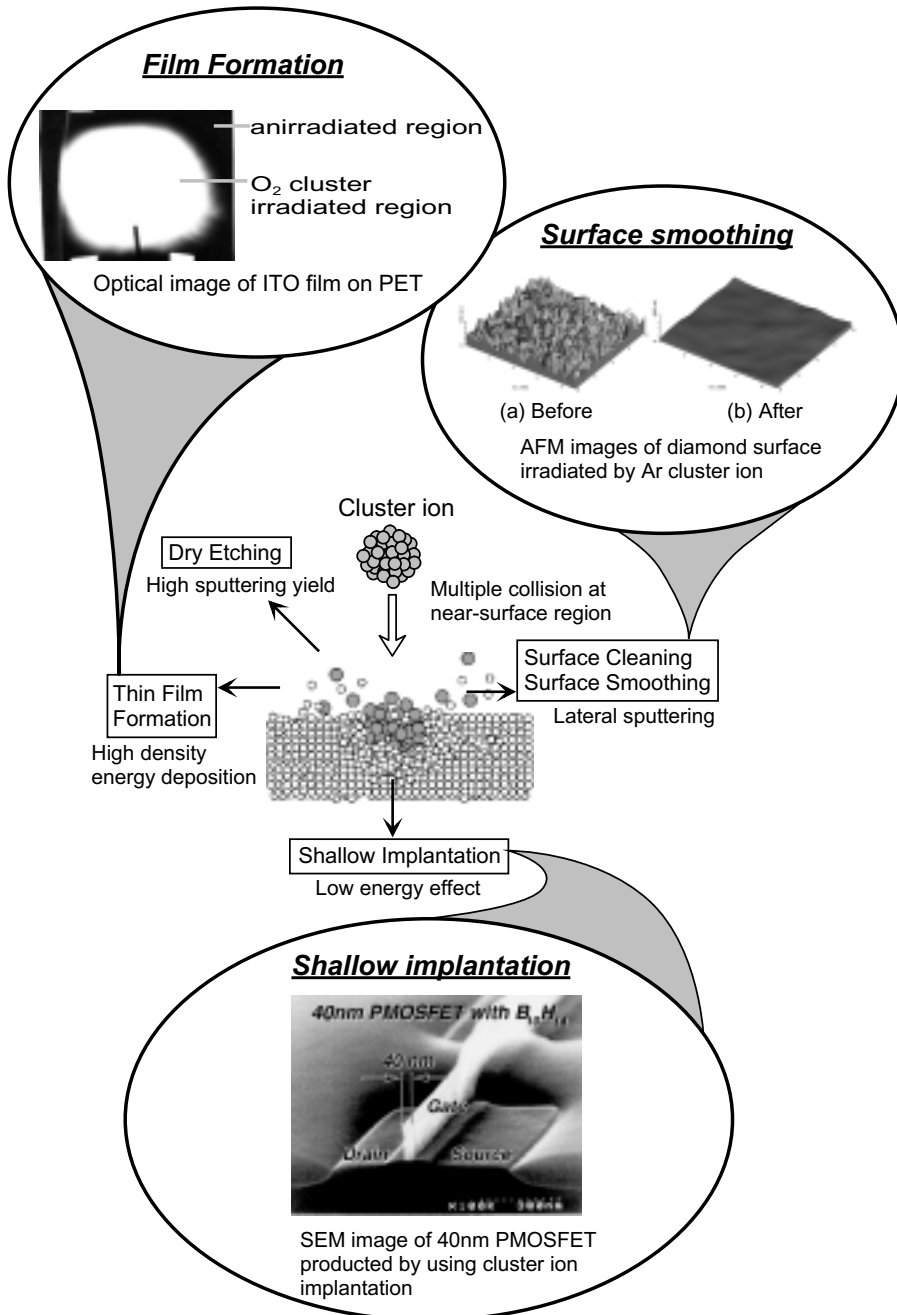 Film Formation
anirradiated region
O₂ cluster
irradiated region
Optical image of ITO film on PET
Surface smoothing
(a) Before
(b) After
AFM images of diamond surface
irradiated by Ar cluster ion
Cluster ion
Dry Etching
High sputtering yield
Multiple collision at
near-surface region
Surface Cleaning
Surface Smoothing
Lateral sputtering
Thin Film
Formation
High density
energy deposition
Shallow Implantation
Low energy effect
Shallow implantation
40nm PMOSFET with B₁₀H₁₄
40 nm
Gate
Drain
Source
X100K 300nm
SEM image of 40nm PMOSFET
producted by using cluster ion
implantation